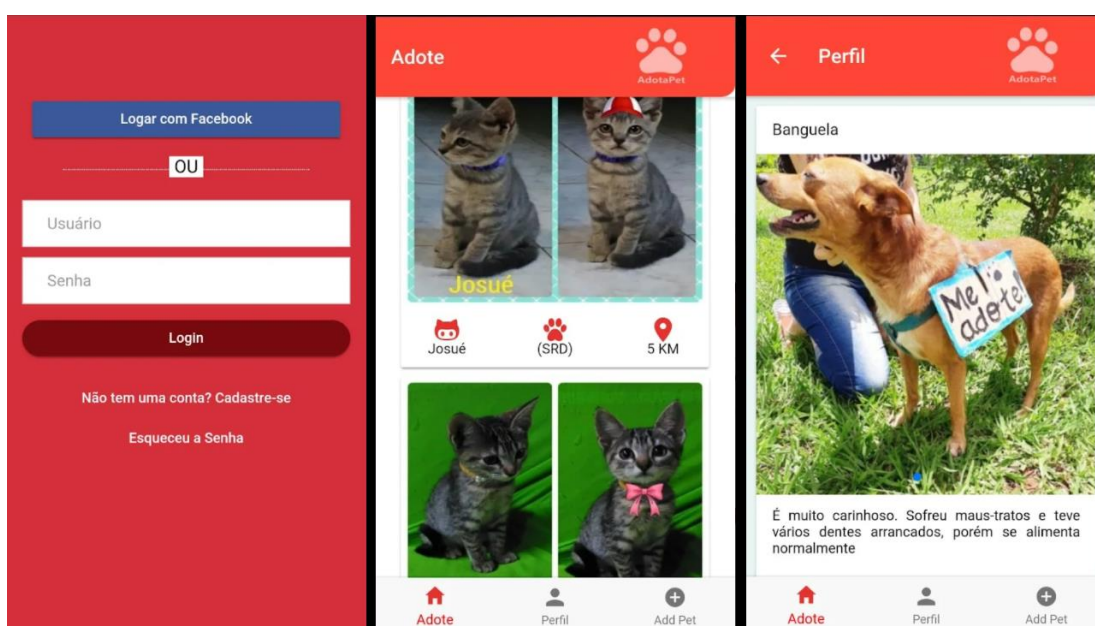 Logar com Facebook
OU
Usuário
Senha
Login
Não tem uma conta? Cadastre-se
Esqueceu a Senha
Adote
AdotaPet
Josué
Josué
(SRD)
5 KM
Adote
Perfil
Add Pet
Perfil
AdotaPet
Banguela
Me
adote!
É muito carinhoso. Sofreu maus-tratos e teve
vários dentes arrancados, porém se alimenta
normalmente
Adote
Perfil
Add Pet